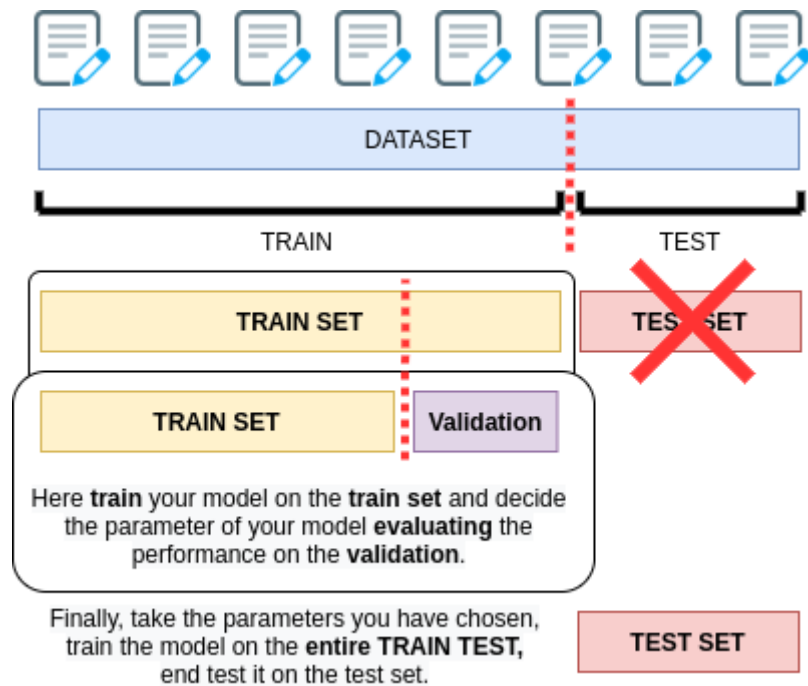 DATASET
TRAIN
TEST
TRAIN SET
TEST SET
TRAIN SET
Validation
Here train your model on the train set and decide
the parameter of your model evaluating the
performance on the validation.
Finally, take the parameters you have chosen,
train the model on the entire TRAIN TEST,
end test it on the test set.
TEST SET